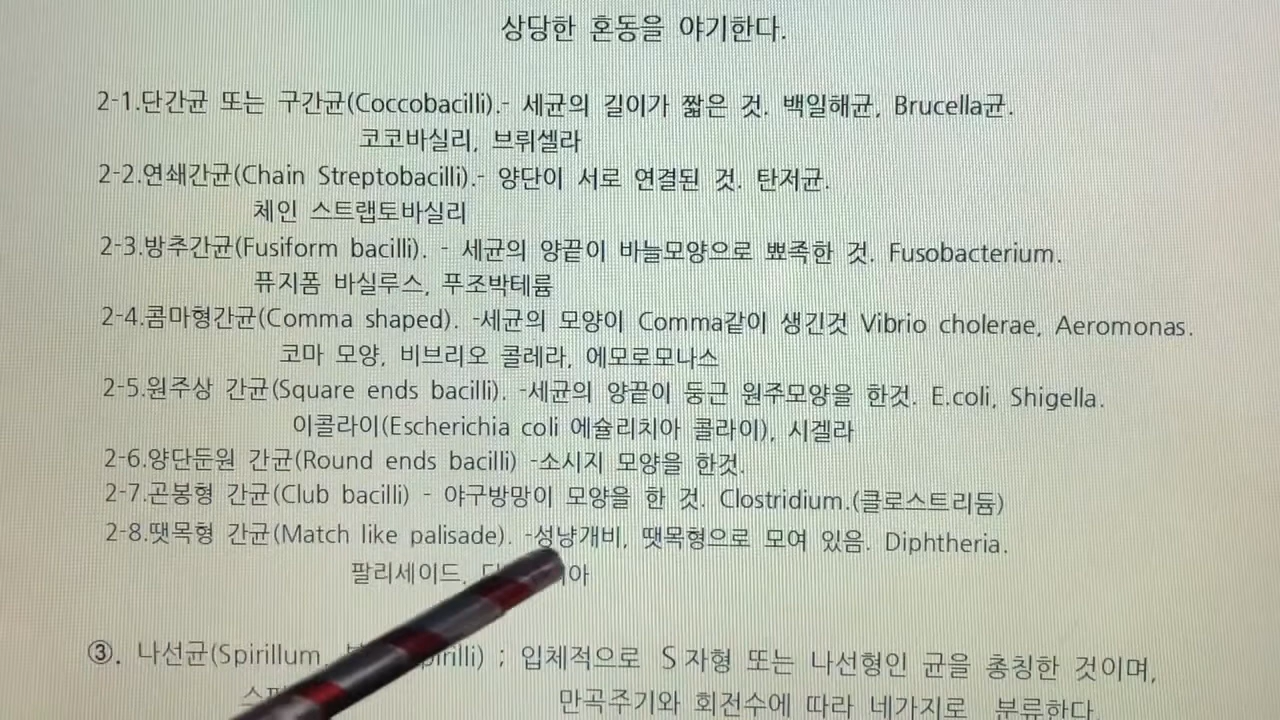 상당한 혼동을 야기한다.
2-1.단간균 또는 구간균(Coccobacilli).- 세균의 길이가 짧은 것. 백일해균, Brucella균.
코코바실리, 브뤼셀라
2-2.연쇄간균(Chain Streptobacilli).- 양단이 서로 연결된 것. 탄저균.
체인 스트랩토바실리
2-3.방추간균(Fusiform bacilli). - 세균의 양끝이 바늘모양으로 뾰족한 것. Fusobacterium.
퓨지폼 바실루스, 푸조박테륨
2-4.콤마형간균(Comma shaped). -세균의 모양이 Comma같이 생긴것 Vibrio cholerae, Aeromonas.
코마 모양, 비브리오 콜레라, 에모로모나스
2-5.원주상 간균(Square ends bacilli). -세균의 양끝이 둥근 원주모양을 한것. E.coli, Shigella.
이콜라이(Escherichia coli 에슐리치아 콜라이), 시겔라
2-6.양단둔원 간균(Round ends bacilli) -소시지 모양을 한것.
2-7.곤봉형 간균(Club bacilli) - 야구방망이 모양을 한 것. Clostridium.(클로스트리듐)
2-8.땟목형 간균(Match like palisade). -성냥개비, 땟목형으로 모여 있음. Diphtheria.
팔리세이드,
③. 나선균(Spirillum, ; 입체적으로 S자형 또는 나선형인 균을 총칭한 것이며,
만곡주기와 회전수에 따라 네가지로 분류한다.